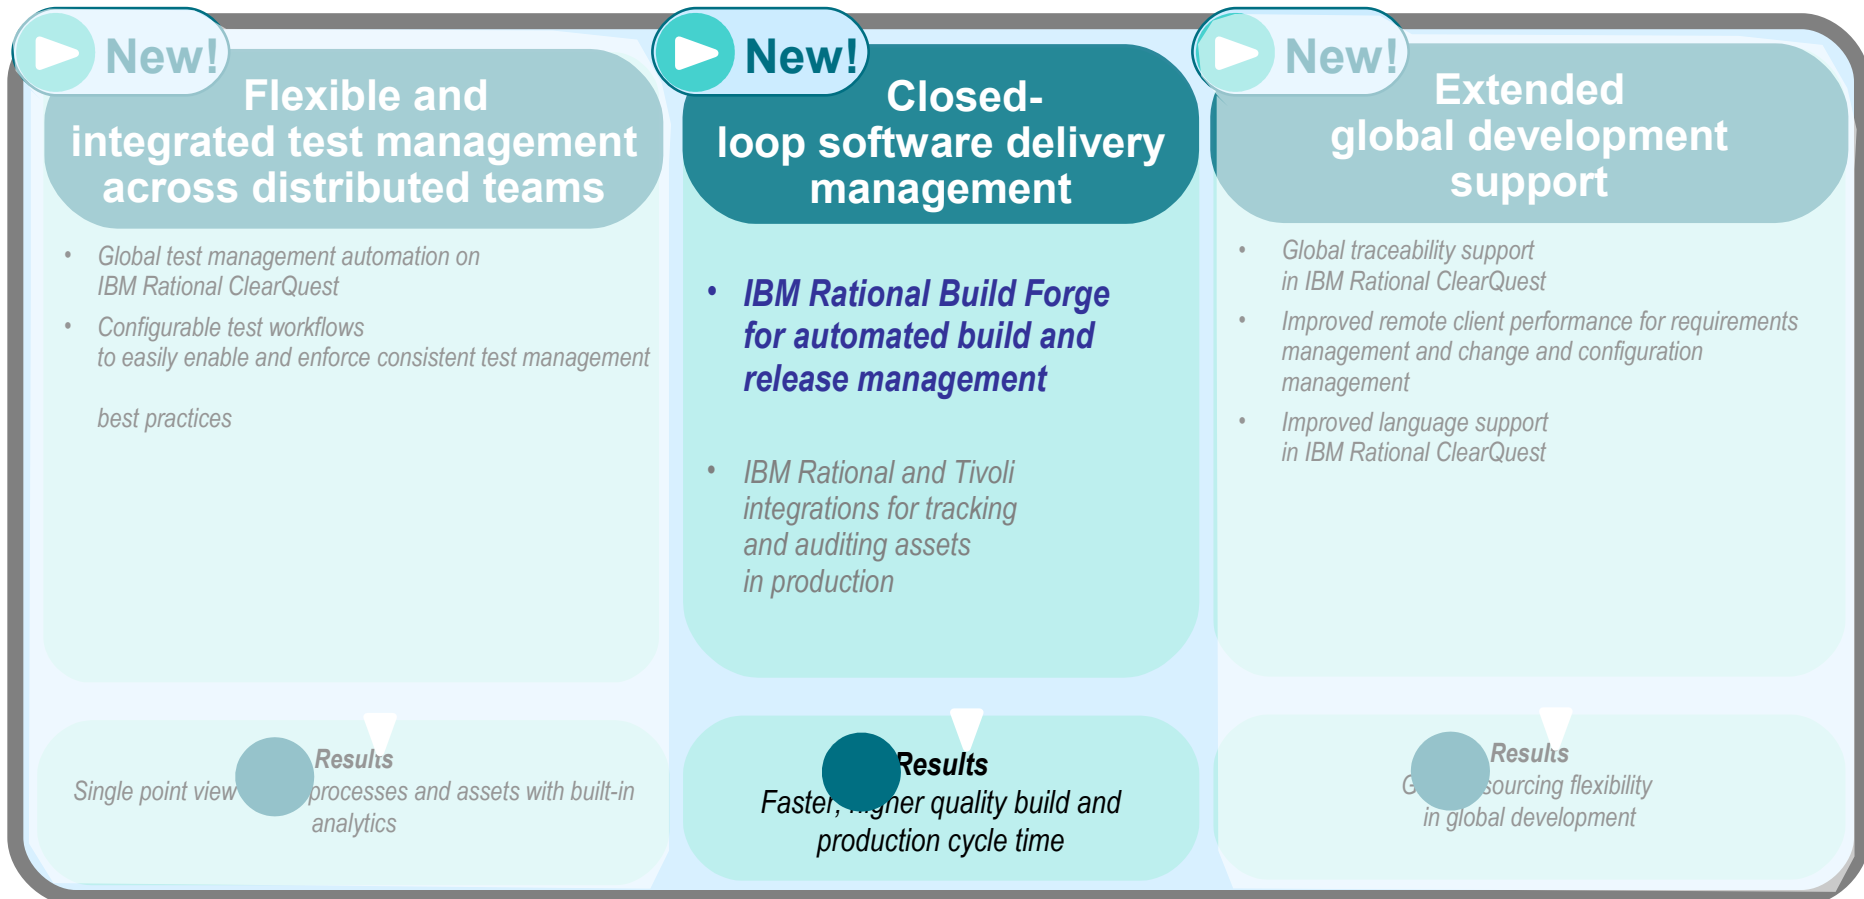 New!
Flexible and
integrated test management
across distributed teams
• Global test management automation on
IBM Rational ClearQuest
• Configurable test workflows
to easily enable and enforce consistent test management
best practices
Results
Single point view processes and assets with built-in
analytics
New!
Closed-
loop software delivery
management
• IBM Rational Build Forge
for automated build and
release management
• IBM Rational and Tivoli
integrations for tracking
and auditing assets
in production
Results
Faster, higher quality build and
production cycle time
New!
Extended
global development
support
• Global traceability support
in IBM Rational ClearQuest
• Improved remote client performance for requirements
management and change and configuration
management
• Improved language support
in IBM Rational ClearQuest
Results
sourcing flexibility
in global development